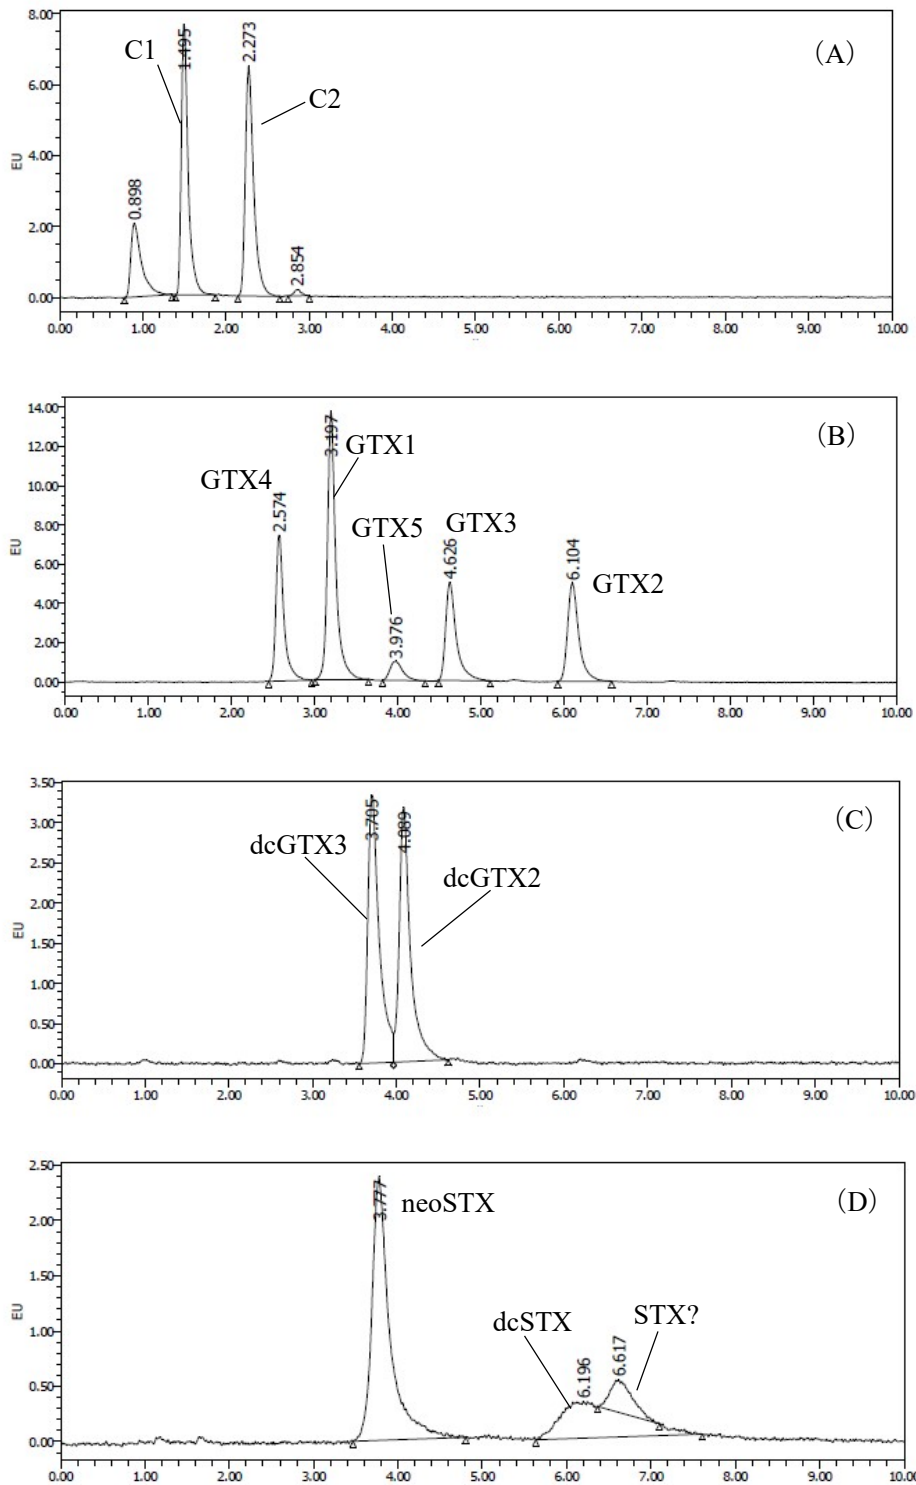 8.00
6.00
4.00
2.00
0.00
EU
C1
1.495
2.273
C2
0.898
2.854
(A)
0.00 1.00 2.00 3.00 4.00 5.00 6.00 7.00 8.00 9.00 10.00
14.00
12.00
10.00
8.00
6.00
4.00
2.00
0.00
EU
GTX4
2.574
3.197
GTX1
GTX5
3.976
GTX3
4.626
6.104
GTX2
(B)
0.00 1.00 2.00 3.00 4.00 5.00 6.00 7.00 8.00 9.00 10.00
3.50
3.00
2.50
2.00
1.50
1.00
0.50
0.00
EU
dcGTX3
3.705
4.089
dcGTX2
(C)
0.00 1.00 2.00 3.00 4.00 5.00 6.00 7.00 8.00 9.00 10.00
2.50
2.00
1.50
1.00
0.50
0.00
EU
3.777
neoSTX
dcSTX
6.196
6.617
STX?
(D)
0.00 1.00 2.00 3.00 4.00 5.00 6.00 7.00 8.00 9.00 10.00